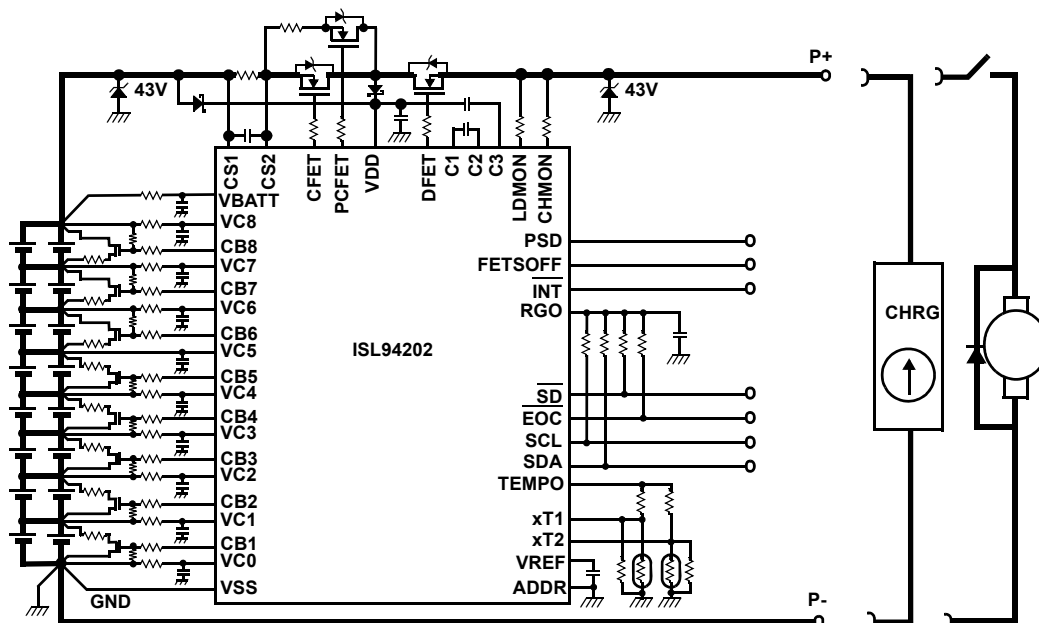 P+
43V
43V
CS1
CS2
CFET
PCFET
VDD
DFET
C1
C2
C3
LDMON
CHMON
VBATT
VC8
CB8
VC7
CB7
VC6
CB6
VC5
CB5
VC4
CB4
VC3
CB3
VC2
CB2
VC1
CB1
VC0
VSS
GND
ISL94202
PSD
FETSOFF
INT
RGO
SD
EOC
SCL
SDA
TEMPO
xT1
xT2
VREF
ADDR
CHRG
P-